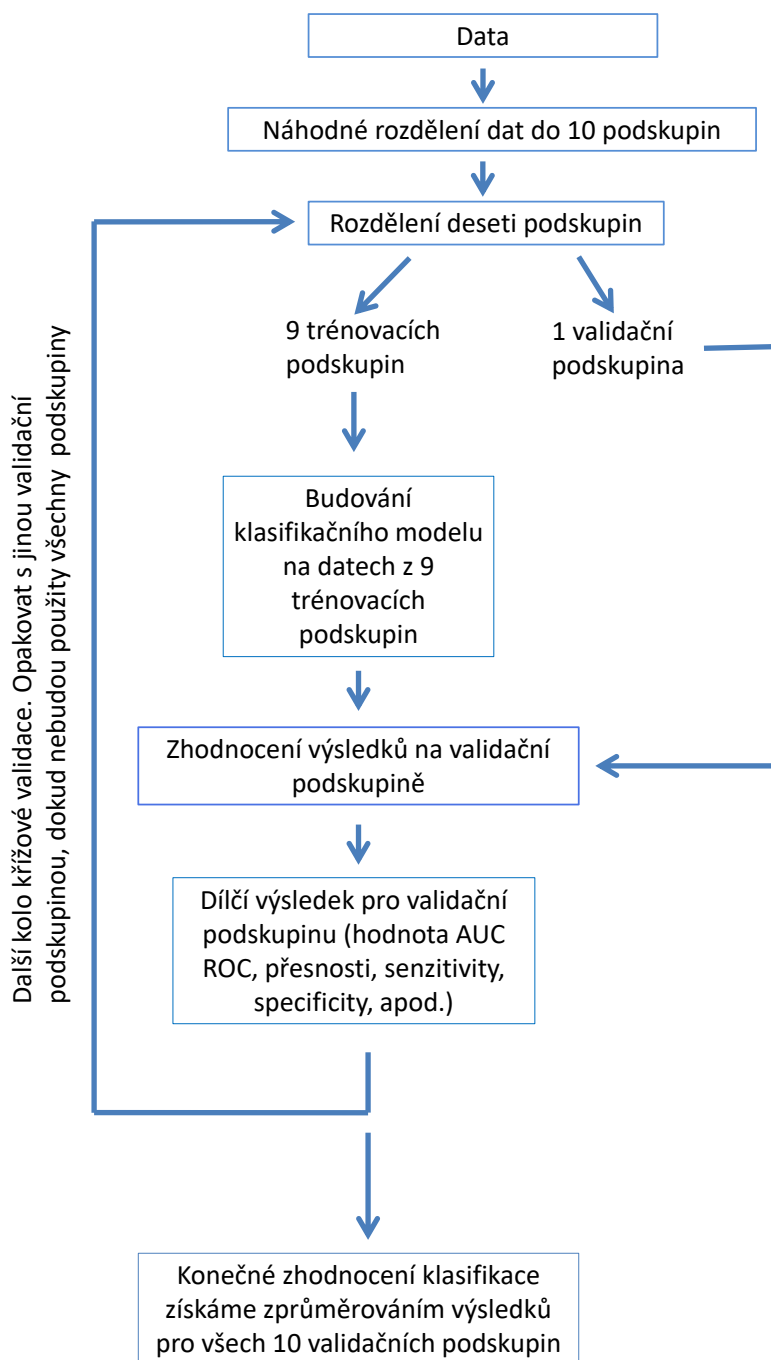 Data
Náhodné rozdělení dat do 10 podskupin
Rozdělení deseti podskupin
9 trénovacích
podskupin
1 validační
podskupina
Budování
klasifikačního modelu
na datech z 9
trénovacích
podskupin
Zhodnocení výsledků na validační
podskupině
Dílčí výsledek pro validační
podskupinu (hodnota AUC
ROC, přesnosti, senzitivity,
specificity, apod.)
Další kolo křížové validace. Opakovat s jinou validační
podskupinou, dokud nebudou použity všechny podskupiny
Konečné zhodnocení klasifikace
získáme zprůměrováním výsledků
pro všech 10 validačních podskupin